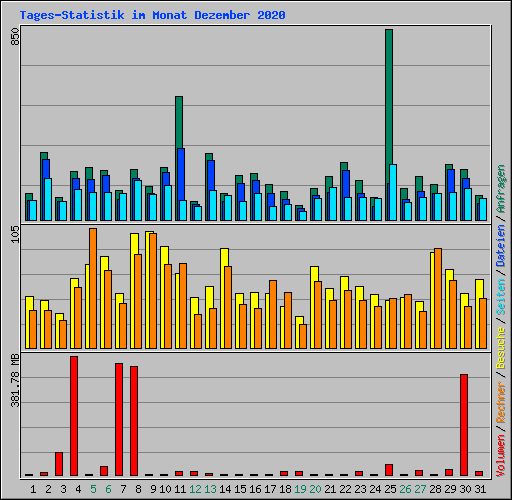 Tages-Statistik im Monat Dezember 2020
850
105
381.78 MB
Volumen / Rechner / Besuche / Seiten / Dateien / Anfragen
1 2 3 4 5 6 7 8 9 10 11 12 13 14 15 16 17 18 19 20 21 22 23 24 25 26 27 28 29 30 31